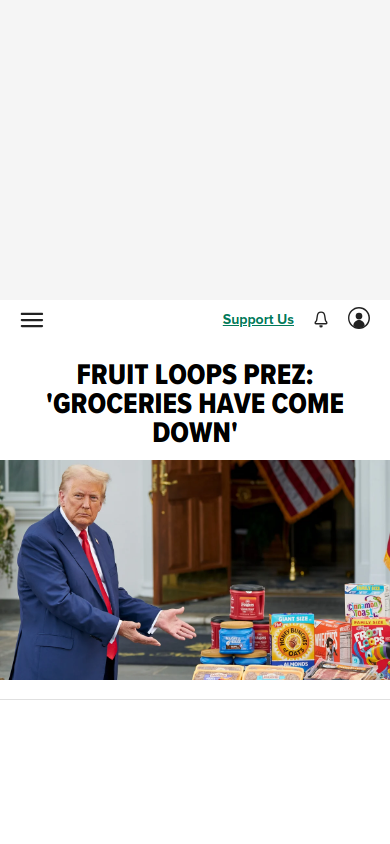 Support Us
FRUIT LOOPS PREZ:
'GROCERIES HAVE COME
DOWN'
GIANT SIZE
HONEY BUNCHES
of OATS
ALMONDS
Cinnamon
Toast
FAMILY SIZE
FROOT
LOOPS